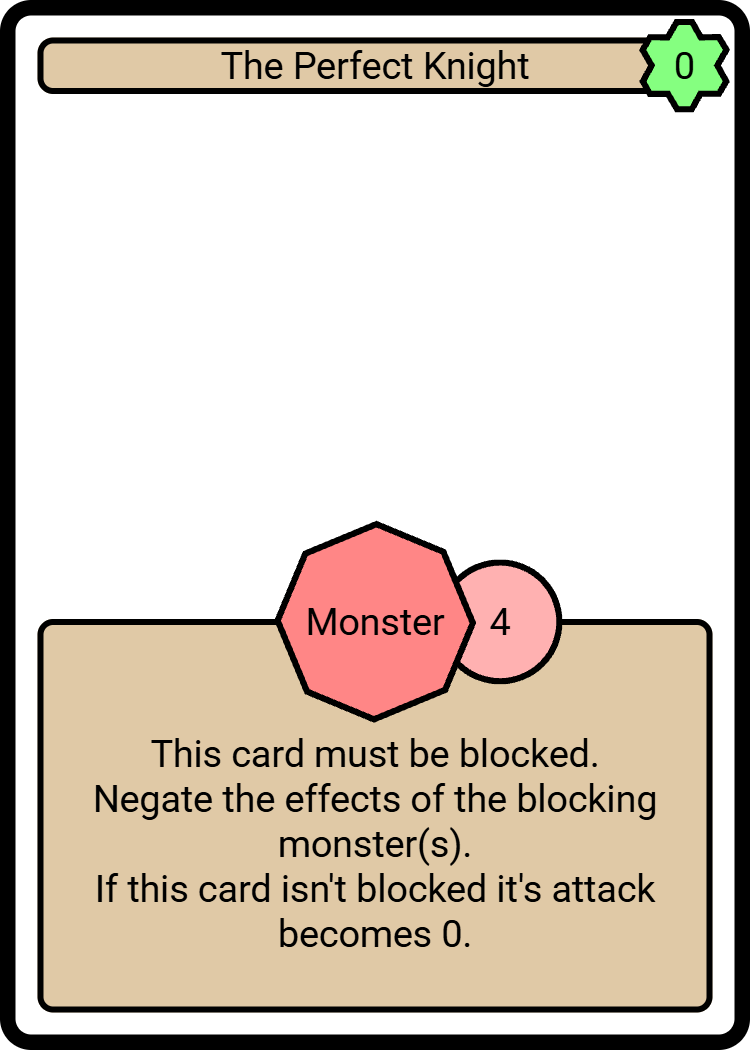 The Perfect Knight
0
Monster
4
This card must be blocked.
Negate the effects of the blocking
monster(s).
If this card isn't blocked it's attack
becomes 0.